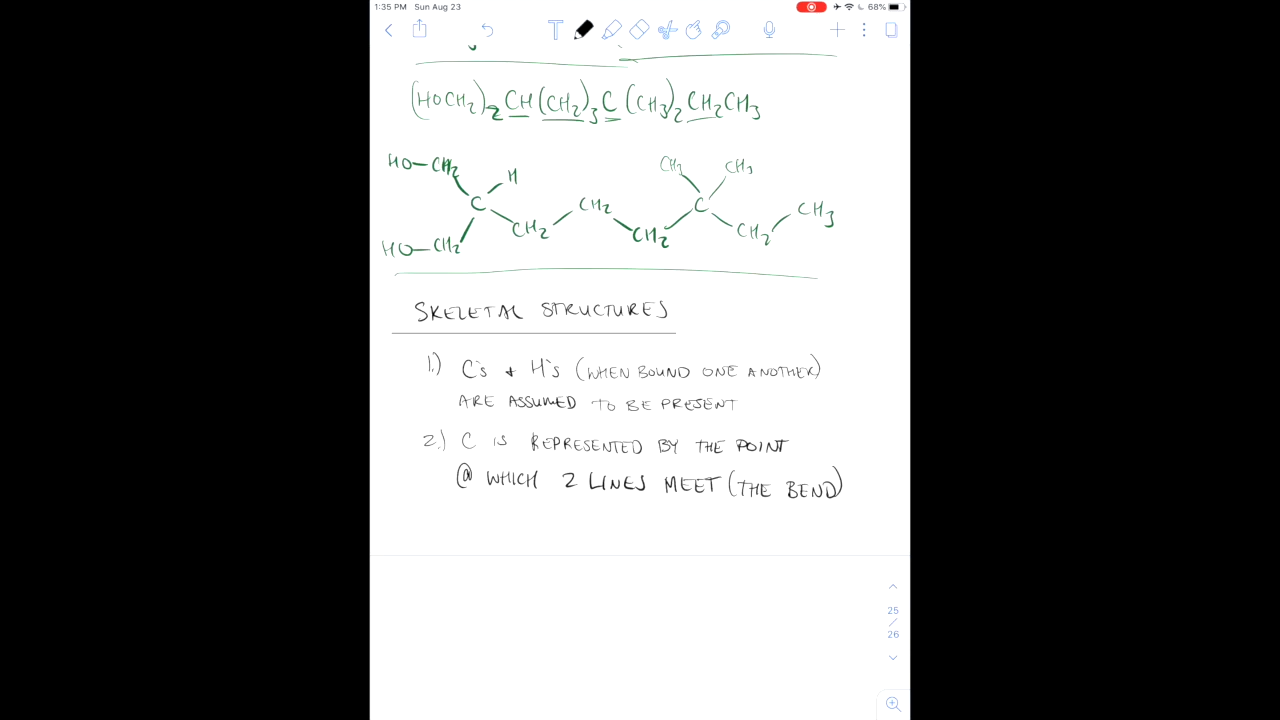 1:35 PM Sun Aug 23
68%
(HOCH₂)₂CH(CH₂)₃C(CH₃)₂CH₂CH₃
HO—CH₂ H CH₃ CH₃
C CH₂ C CH₃
HO—CH₂ CH₂ CH₂ CH₂
SKELETAL STRUCTURES
1.) C's + H's (WHEN BOUND ONE ANOTHER)
ARE ASSUMED TO BE PRESENT
2.) C IS REPRESENTED BY THE POINT
@ WHICH 2 LINES MEET (THE BEND)
25
/
26